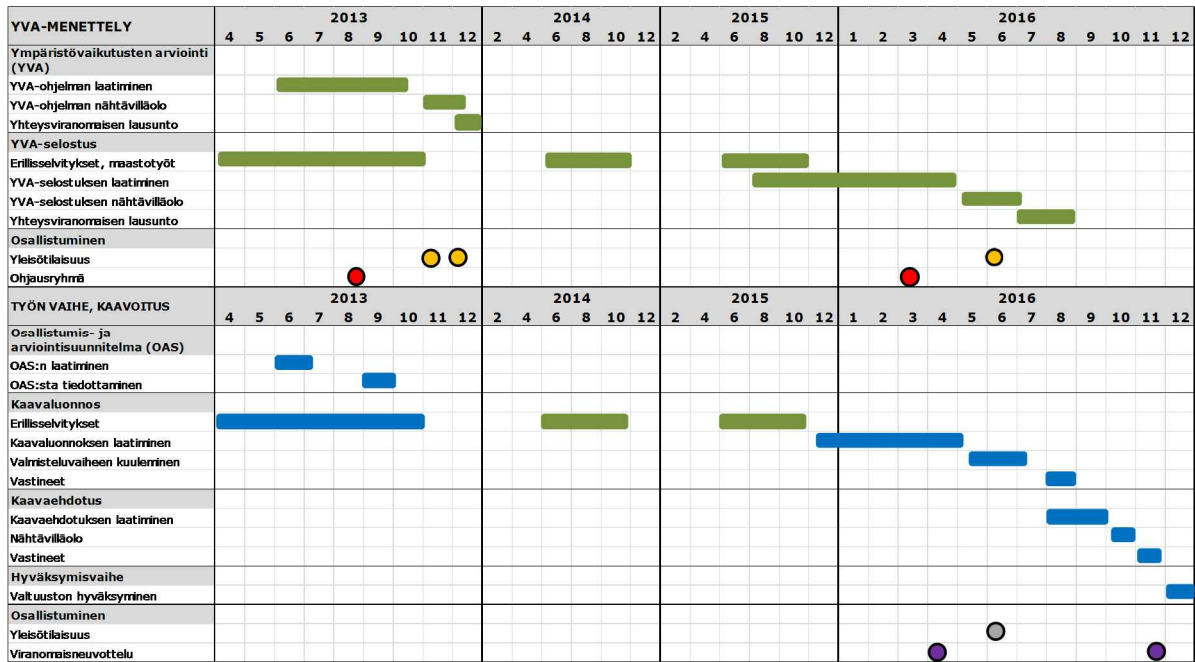 YVA-MENETTELY
2013 2014 2015 2016
4 5 6 7 8 9 10 11 12 2 4 6 8 10 12 2 4 6 8 10 12 1 2 3 4 5 6 7 8 9 10 11 12
Ympäristövaikutusten arviointi
(YVA)
YVA-ohjelman laatiminen
YVA-ohjelman nähtävilläolo
Yhteysviranomaisen lausunto
YVA-selostus
Erillisselvitykset, maastotyöt
YVA-selostuksen laatiminen
YVA-selostuksen nähtävilläolo
Yhteysviranomaisen lausunto
Osallistuminen
Yleisötilaisuus
Ohjausryhmä
TYÖN VAIHE, KAAVOITUS
2013 2014 2015 2016
4 5 6 7 8 9 10 11 12 2 4 6 8 10 12 2 4 6 8 10 12 1 2 3 4 5 6 7 8 9 10 11 12
Osallistumis- ja
arviointisuunnitelma (OAS)
OAS:n laatiminen
OAS:sta tiedottaminen
Kaavaluonnos
Erillisselvitykset
Kaavaluonnoksen laatiminen
Valmisteluvaiheen kuuleminen
Vastineet
Kaavaehdotus
Kaavaehdotuksen laatiminen
Nähtävilläolo
Vastineet
Hyväksymisvaihe
Valtuuston hyväksyminen
Osallistuminen
Yleisötilaisuus
Viranomaisneuvottelu